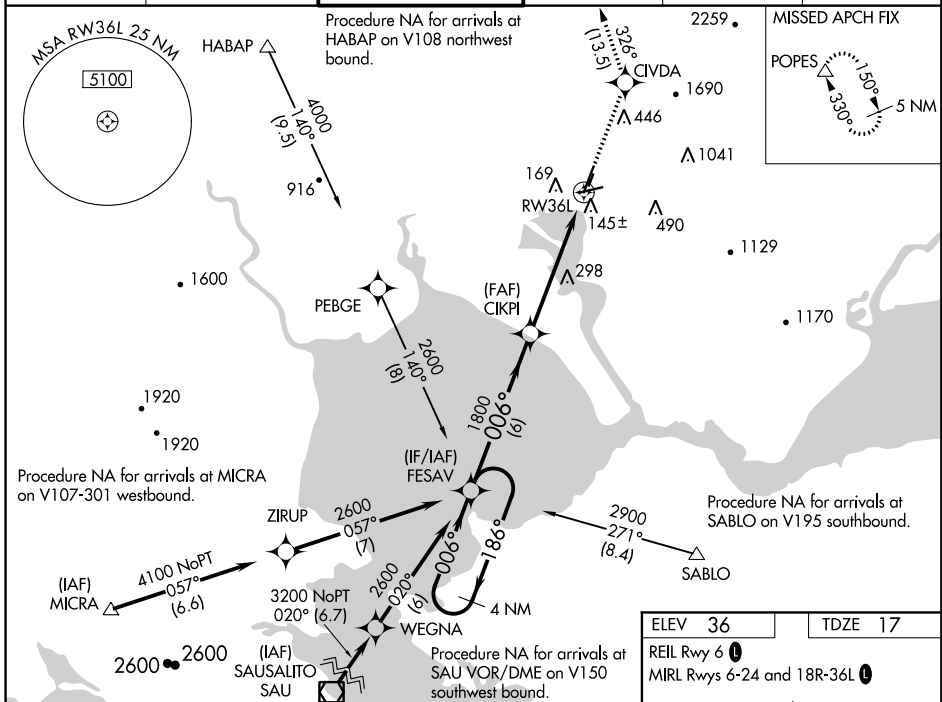 MSA RW36L 25 NM
5100
HABAP
4000
140°
(9.5)
Procedure NA for arrivals at
HABAP on V108 northwest
bound.
326°
(13.5)
CIVDA
2259
1690
446
MISSED APCH FIX
POPES
150°
330°
5 NM
1041
916
169
RW36L
145±
490
1129
1600
PEBGE
298
(FAF)
CIKPI
1170
2600
140°
(8)
1800
006°
(6)
1920
1920
(IF/IAF)
FESAV
Procedure NA for arrivals at MICRA
on V107-301 westbound.
ZIRUP
2600
057°
(7)
Procedure NA for arrivals at
SABLO on V195 southbound.
2900
271°
(8.4)
SABLO
(IAF)
MICRA
4100 NoPT
057°
(6.6)
3200 NoPT
020° (6.7)
2600
020°
(6)
006°
186°
4 NM
WEGNA
2600
2600
(IAF)
SAUSALITO
SAU
Procedure NA for arrivals at
SAU VOR/DME on V150
southwest bound.
ELEV 36
TDZE 17
REIL Rwy 6 L
MIRL Rwys 6-24 and 18R-36L L